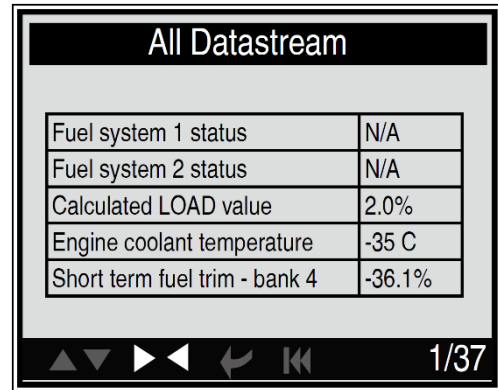 All Datastream
Fuel system 1 status N/A
Fuel system 2 status N/A
Calculated LOAD value 2.0%
Engine coolant temperature -35 C
Short term fuel trim - bank 4 -36.1%
1/37